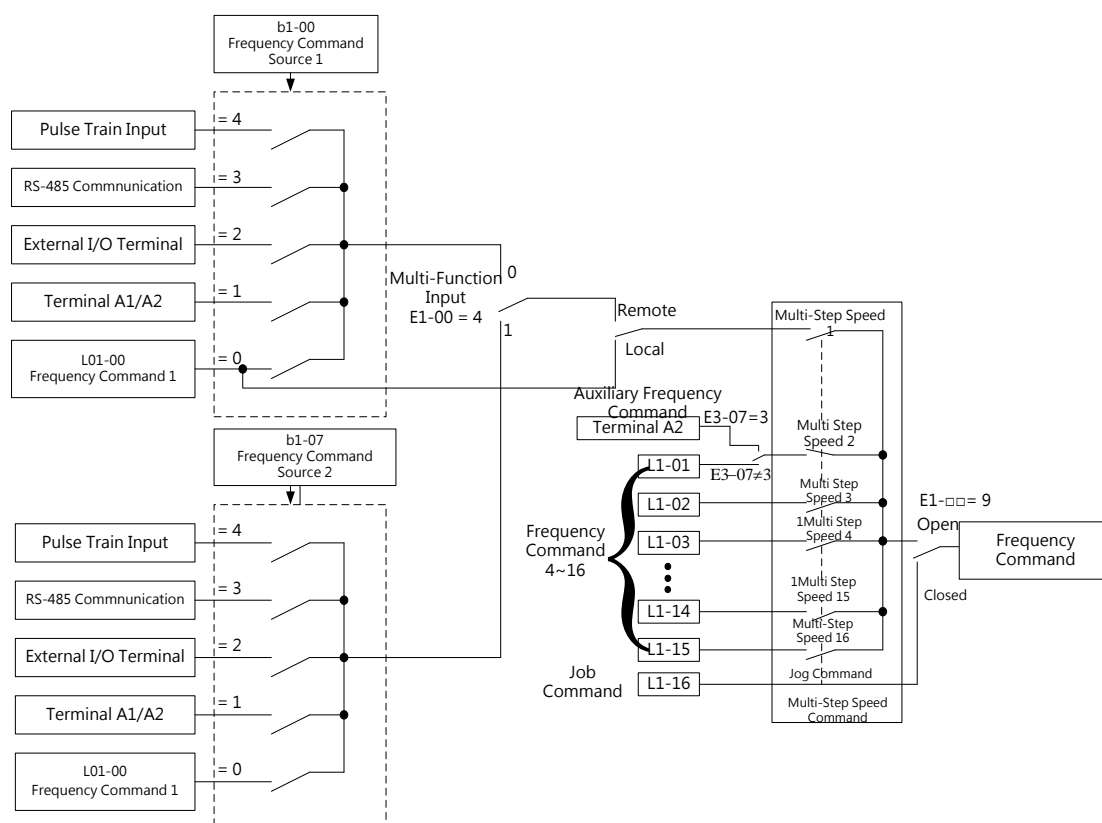 b1-00
Frequency Command
Source 1
Pulse Train Input
= 4
RS-485 Commnunication
= 3
External I/O Terminal
= 2
Terminal A1/A2
= 1
L01-00
Frequency Command 1
= 0
Multi-Function
Input
E1-00 = 4
0
1
Remote
Local
b1-07
Frequency Command
Source 2
Pulse Train Input
= 4
RS-485 Commnunication
= 3
External I/O Terminal
= 2
Terminal A1/A2
= 1
L01-00
Frequency Command 1
= 0
Auxiliary Frequency
Command
Terminal A2
E3-07=3
E3–07≠3
L1-01
L1-02
L1-03
L1-14
L1-15
L1-16
Frequency
Command
4~16
Job
Command
Multi-Step Speed
1
Multi Step
Speed 2
Multi Step
Speed 3
1Multi Step
Speed 4
1Multi Step
Speed 15
Multi-Step
Speed 16
Jog Command
Multi-Step Speed
Command
E1-□□= 9
Open
Closed
Frequency
Command